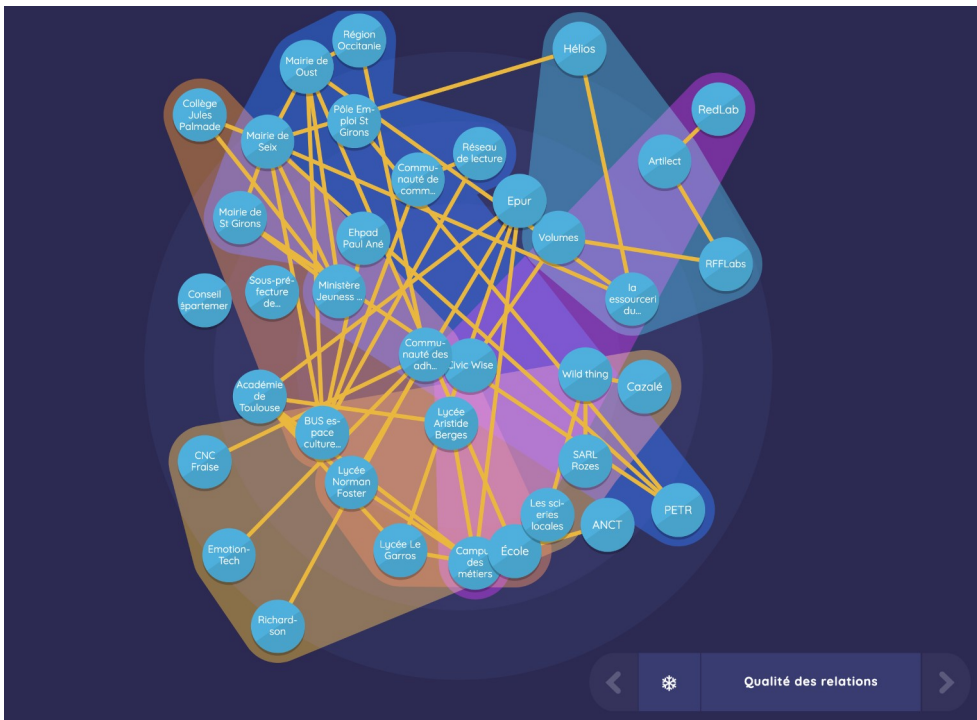 Région
Occitanie
Mairie de
Oust
Hélios
Collège
Jules
Palmade
Pôle Em-
ploI St
Girons
RedLab
Mairie de
Seix
Réseau
de lecture
Artilect
Commu-
nauté de
comm...
Epur
Mairie de
St Girons
Ehpad
Paul Ané
Volumes
RFFLabs
Conseil
épartemer
Sous-pré-
fecture
de...
Ministère
Jeuness ...
la
essourceri
du...
Commu-
nauté des
adh...
Civic Wise
Wild thing
Cazalé
Académie
de
Toulouse
BUS es-
pace
culture...
Lycée
Aristide
Berges
CNC
Fraise
Lycée
Norman
Foster
SARL
Rozes
Les sci-
eries
locales
PETR
ANCT
Emotion-
Tech
Lycée Le
Garros
Campu
des
métiers
École
Richard-
son
Qualité des relations